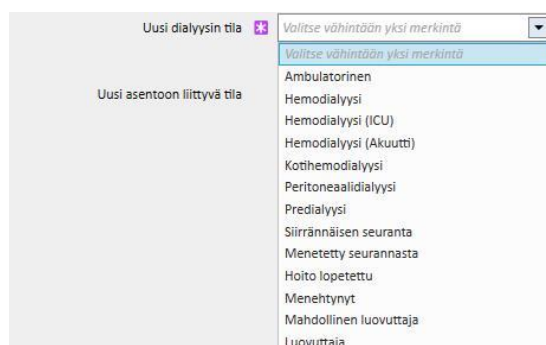 Uusi dialyysin tila Valitse vähintään yksi merkintä
Valitse vähintään yksi merkintä
Ambulatorinen
Hemodialyysi
Uusi asentoon liittyvä tila
Hemodialyysi (ICU)
Hemodialyysi (Akuutti)
Kotihemodialyysi
Peritoneaalidialyysi
Predialyysi
Siirrännäisen seuranta
Menetetty seurannasta
Hoito lopetettu
Menehtynyt
Mahdollinen luovuttaja
Luovuttaja